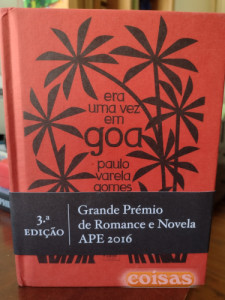 era
uma vez
em
goa
paulo
varela
gomes
3.ª
EDIÇÃO
Grande Prémio
de Romance e Novela
APE 2016
coisas